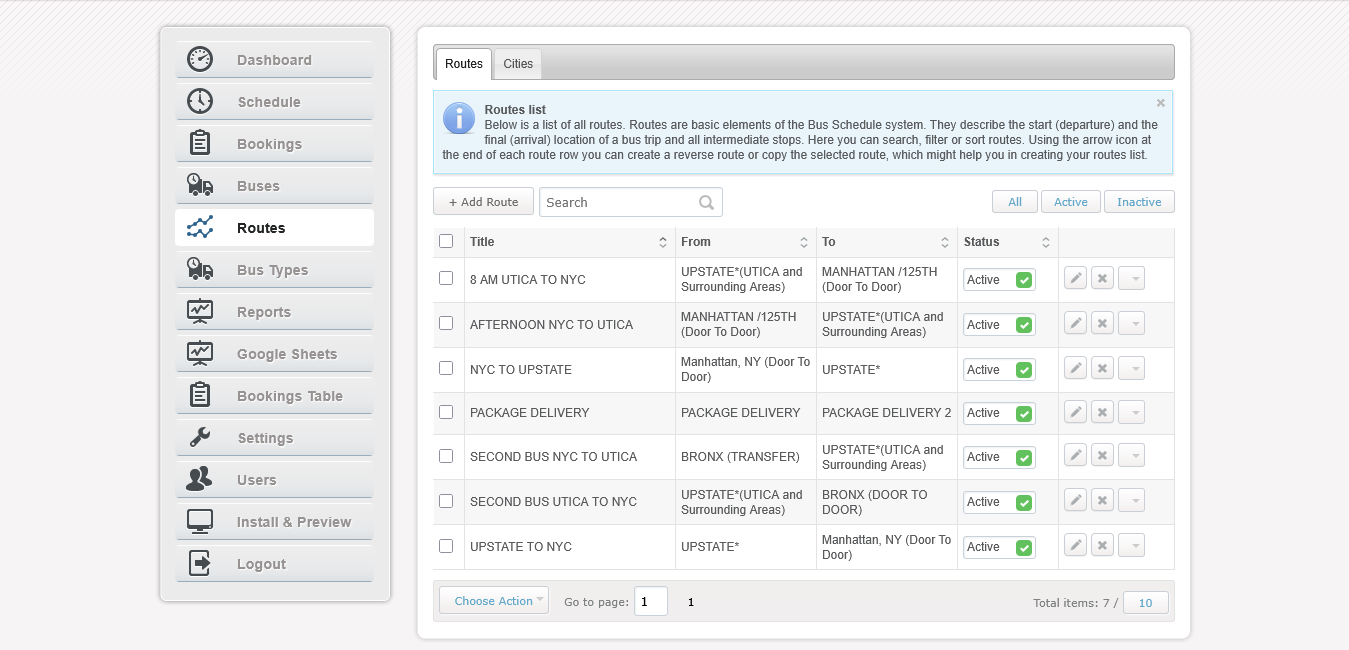 Dashboard
Schedule
Bookings
Buses
Routes
Bus Types
Reports
Google Sheets
Bookings Table
Settings
Users
Install & Preview
Logout
Routes Cities
Routes list
Below is a list of all routes. Routes are basic elements of the Bus Schedule system. They describe the start (departure) and the
final (arrival) location of a bus trip and all intermediate stops. Here you can search, filter or sort routes. Using the arrow icon at
the end of each route row you can create a reverse route or copy the selected route, which might help you in creating your routes list.
+ Add Route Search All Active Inactive
Title From To Status
8 AM UTICA TO NYC UPSTATE*(UTICA and MANHATTAN /125TH Active
Surrounding Areas) (Door To Door)
AFTERNOON NYC TO UTICA MANHATTAN /125TH UPSTATE*(UTICA and Active
(Door To Door) Surrounding Areas)
NYC TO UPSTATE Manhattan, NY (Door To UPSTATE* Active
Door)
PACKAGE DELIVERY PACKAGE DELIVERY PACKAGE DELIVERY 2 Active
SECOND BUS NYC TO UTICA BRONX (TRANSFER) UPSTATE*(UTICA and Active
Surrounding Areas)
SECOND BUS UTICA TO NYC UPSTATE*(UTICA and BRONX (DOOR TO Active
Surrounding Areas) DOOR)
UPSTATE TO NYC UPSTATE* Manhattan, NY (Door To Active
Door)
Choose Action Go to page: 1 1 Total items: 7 / 10